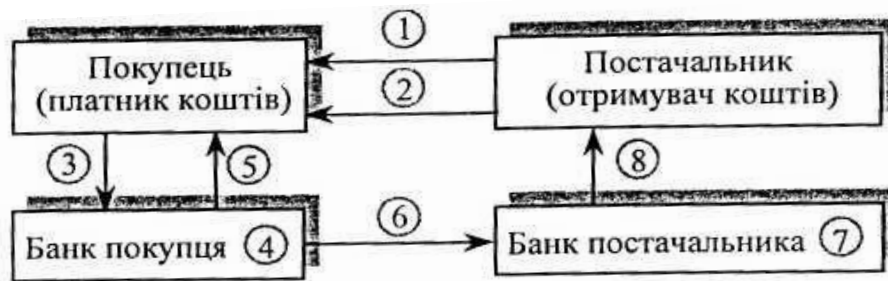 ①
Покупець
(платник коштів)
Постачальник
(отримувач коштів)
②
③
⑤
⑧
Банк покупця ④
⑥
Банк постачальника ⑦